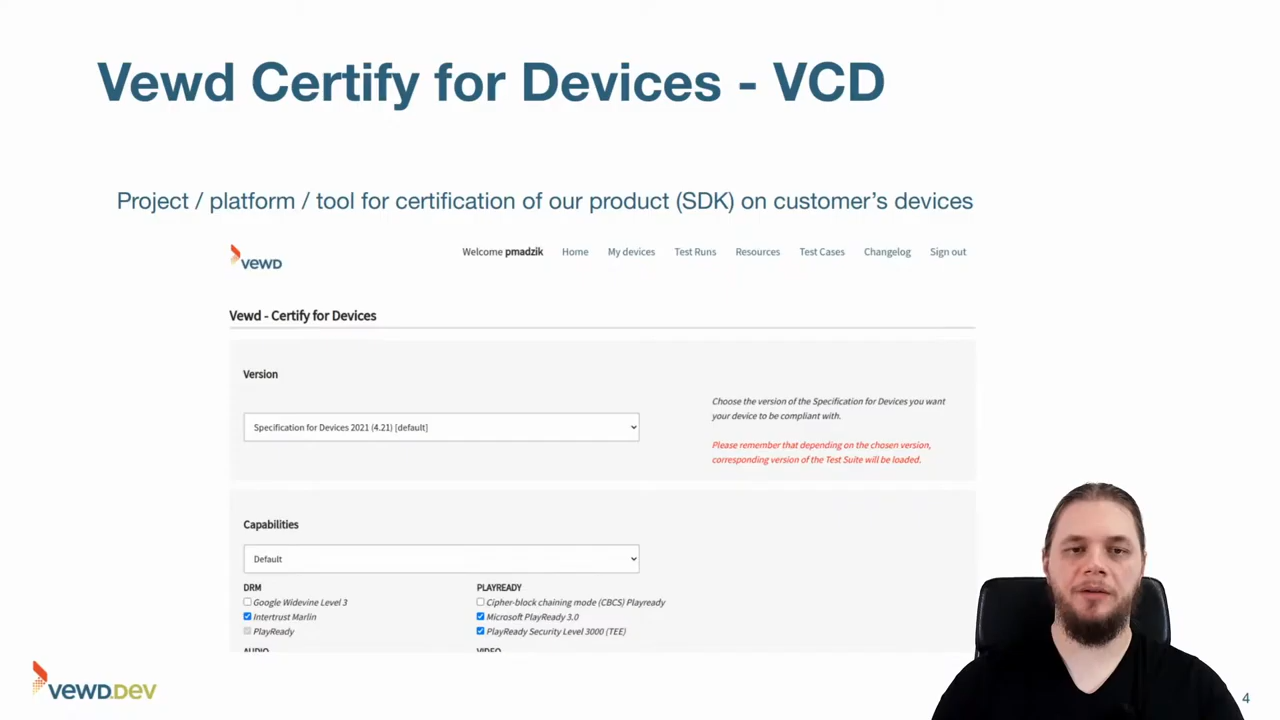 Vewd Certify for Devices - VCD
Project / platform / tool for certification of our product (SDK) on customer's devices
VEWD
Welcome pmadzik Home My devices Test Runs Resources Test Cases Changelog Sign out
Vewd - Certify for Devices
Version
Specification for Devices 2021 (4.21) [default]
Choose the version of the Specification for Devices you want
your device to be compliant with.
Please remember that depending on the chosen version,
corresponding version of the Test Suite will be loaded.
Capabilities
Default
DRM
Google Widevine Level 3
Intertrust Marlin
PlayReady
AUDIO
PLAYREADY
Cipher-block chaining mode (CBCS) Playready
Microsoft PlayReady 3.0
PlayReady Security Level 3000 (TEE)
VIDEO
VEWD.DEV
4